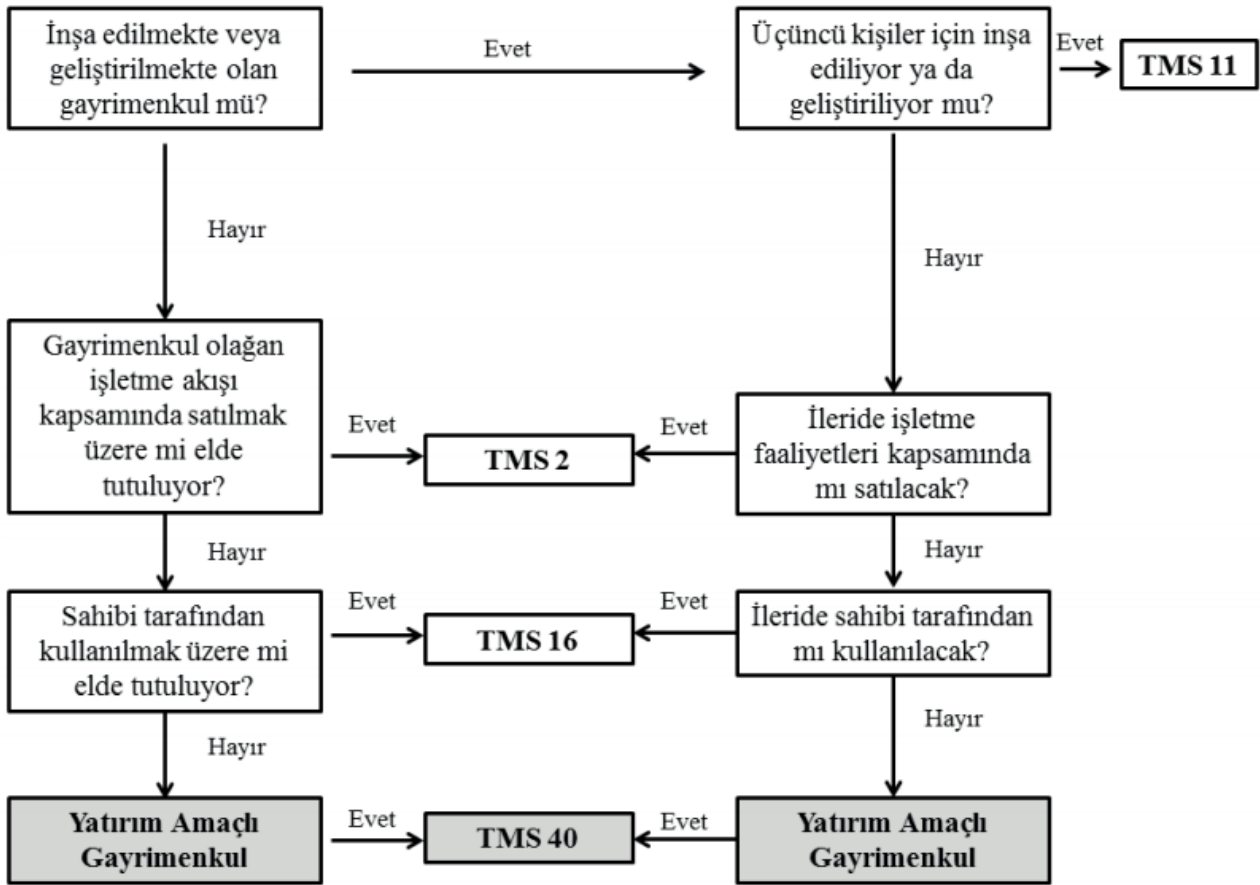 İnşa edilmekte veya
geliştirilmekte olan
gayrimenkul mü?
Evet
Üçüncü kişiler için inşa
ediliyor ya da
geliştiriliyor mu?
Evet
TMS 11
Hayır
Hayır
Gayrimenkul olağan
işletme akışı
kapsamında satılmak
üzere mi elde
tutuluyor?
Evet
TMS 2
Evet
İleride işletme
faaliyetleri kapsamında
mı satılacak?
Hayır
Hayır
Sahibi tarafından
kullanılmak üzere mi
elde tutuluyor?
Evet
TMS 16
Evet
İleride sahibi tarafından
mı kullanılacak?
Hayır
Hayır
Yatırım Amaçlı
Gayrimenkul
Evet
TMS 40
Evet
Yatırım Amaçlı
Gayrimenkul